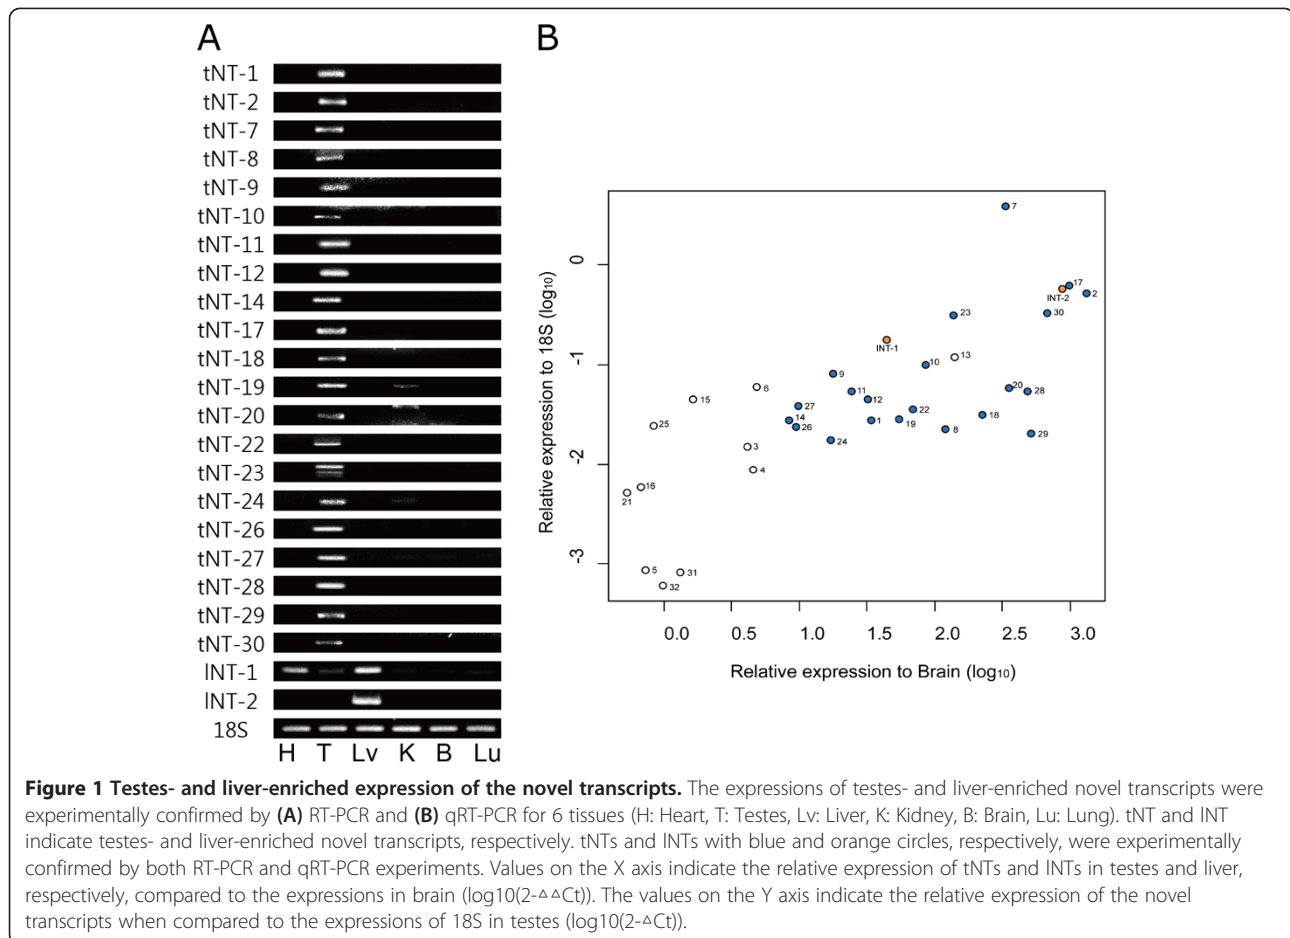 A
tNT-1
tNT-2
tNT-7
tNT-8
tNT-9
tNT-10
tNT-11
tNT-12
tNT-14
tNT-17
tNT-18
tNT-19
tNT-20
tNT-22
tNT-23
tNT-24
tNT-26
tNT-27
tNT-28
tNT-29
tNT-30
lNT-1
lNT-2
18S
H T Lv K B Lu
B
Relative expression to 18S (log10)
0
-1
-2
-3
7
17
lNT-2
2
30
23
lNT-1
13
10
9
6
11
20
28
15
12
27
22
14
1
19
18
25
26
8
29
24
3
4
16
21
5
31
32
0.0 0.5 1.0 1.5 2.0 2.5 3.0
Relative expression to Brain (log10)
Figure 1 Testes- and liver-enriched expression of the novel transcripts. The expressions of testes- and liver-enriched novel transcripts were
experimentally confirmed by (A) RT-PCR and (B) qRT-PCR for 6 tissues (H: Heart, T: Testes, Lv: Liver, K: Kidney, B: Brain, Lu: Lung). tNT and lNT
indicate testes- and liver-enriched novel transcripts, respectively. tNTs and lNTs with blue and orange circles, respectively, were experimentally
confirmed by both RT-PCR and qRT-PCR experiments. Values on the X axis indicate the relative expression of tNTs and lNTs in testes and liver,
respectively, compared to the expressions in brain (log10(2-△△Ct)). The values on the Y axis indicate the relative expression of the novel
transcripts when compared to the expressions of 18S in testes (log10(2-△Ct)).